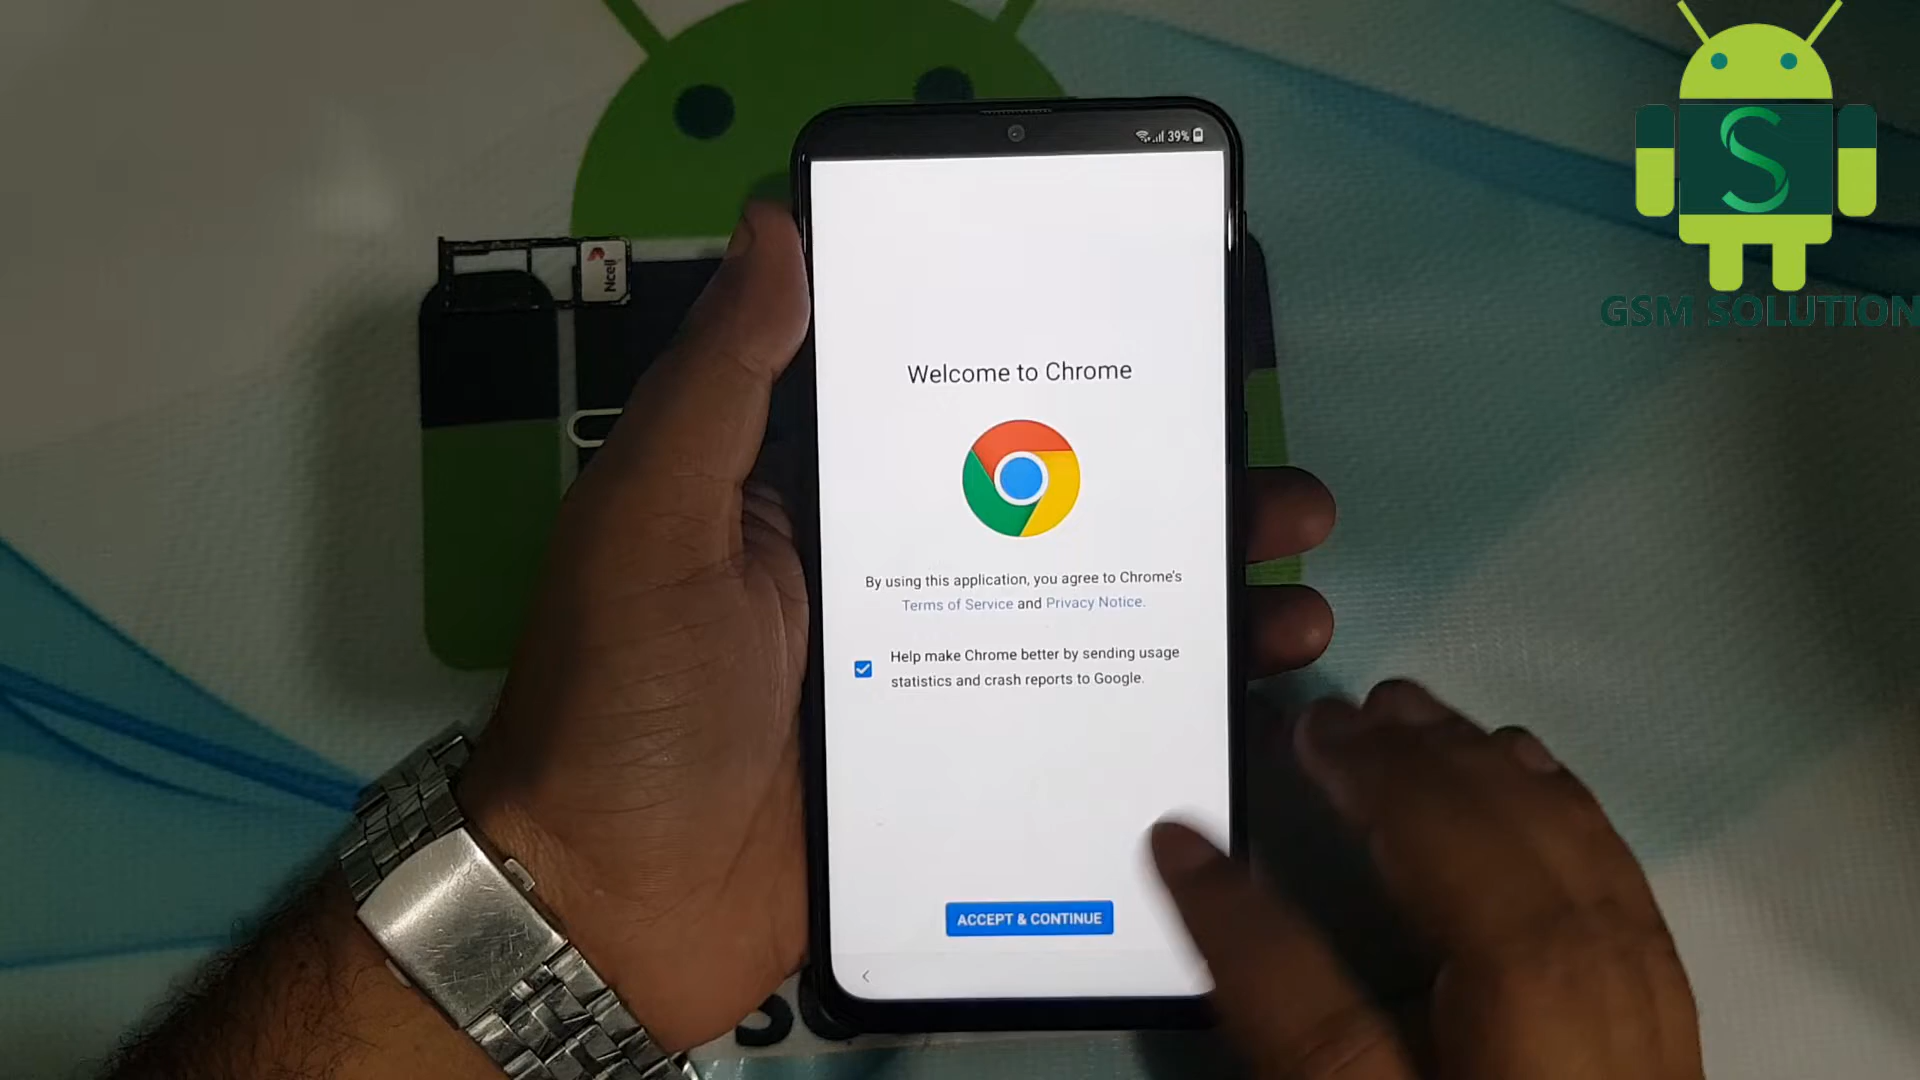 39%
S
GSM SOLUTION
Ncell
Welcome to Chrome
By using this application, you agree to Chrome's
Terms of Service and Privacy Notice.
Help make Chrome better by sending usage
statistics and crash reports to Google.
ACCEPT & CONTINUE